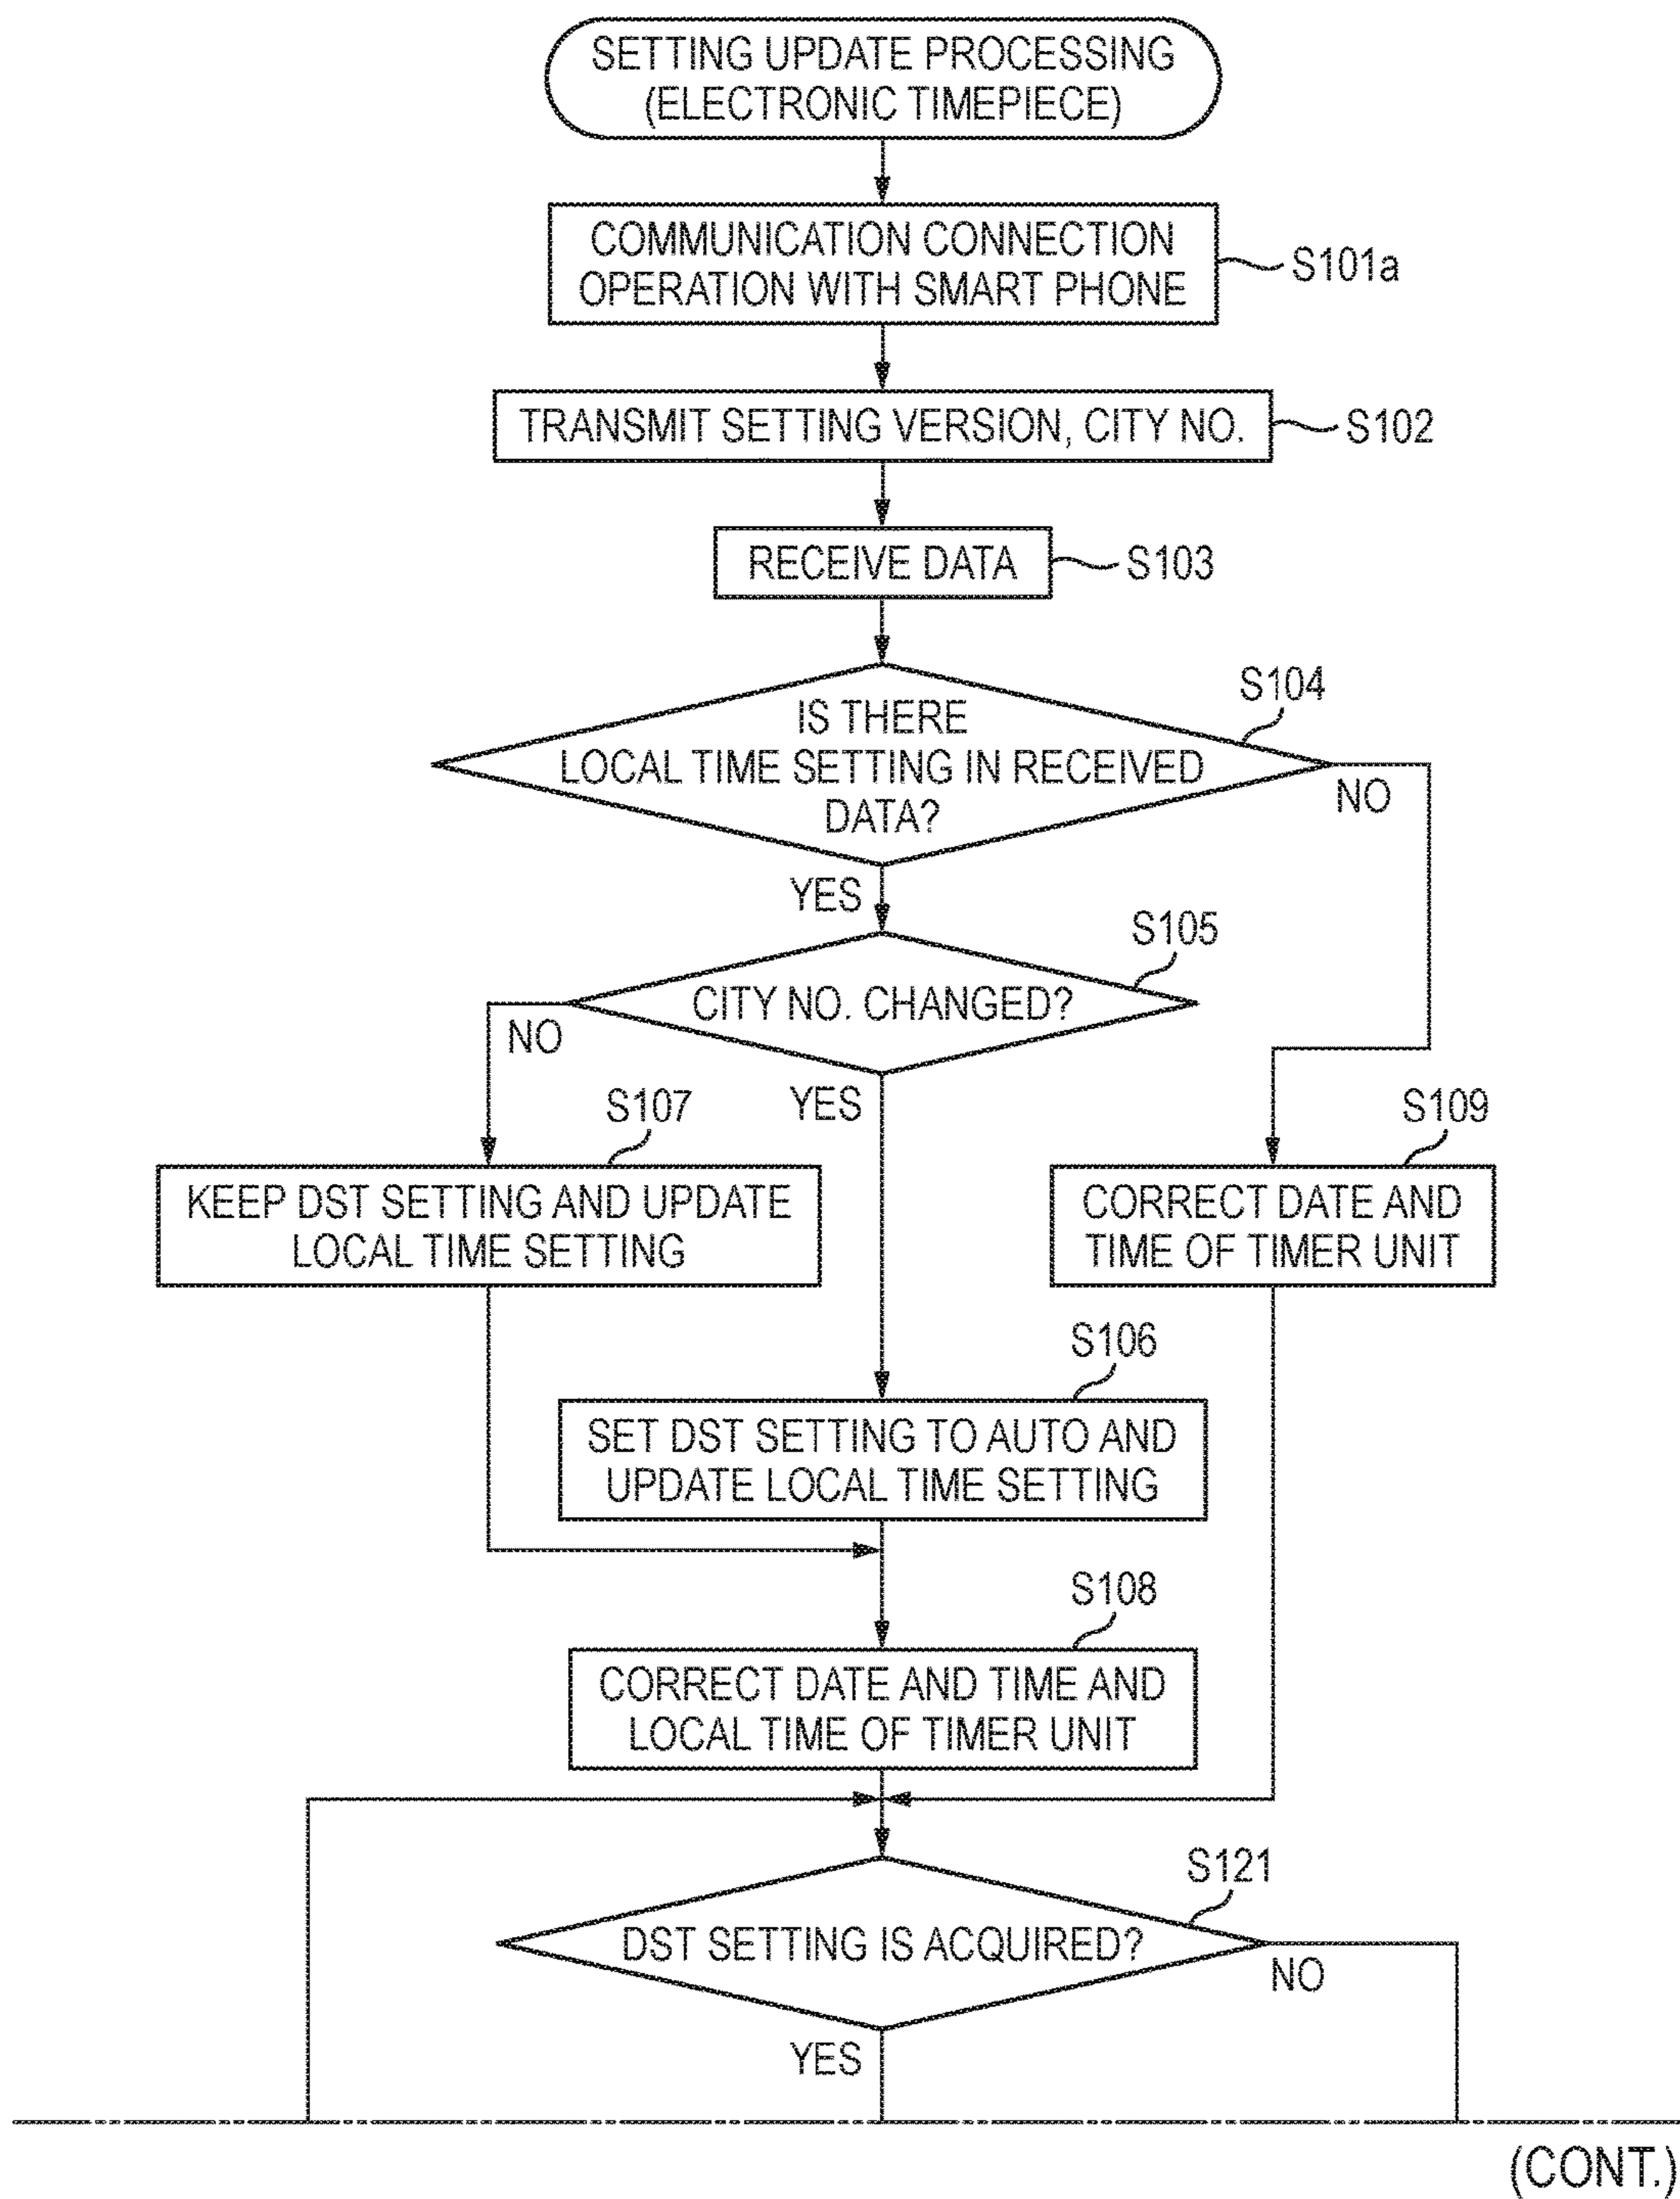 SETTING UPDATE PROCESSING
(ELECTRONIC TIMEPIECE)
COMMUNICATION CONNECTION
OPERATION WITH SMART PHONE
S101a
TRANSMIT SETTING VERSION, CITY NO.
S102
RECEIVE DATA
S103
S104
IS THERE
LOCAL TIME SETTING IN RECEIVED
DATA?
NO
YES
S105
CITY NO. CHANGED?
NO
YES
S107
KEEP DST SETTING AND UPDATE
LOCAL TIME SETTING
S109
CORRECT DATE AND
TIME OF TIMER UNIT
S106
SET DST SETTING TO AUTO AND
UPDATE LOCAL TIME SETTING
S108
CORRECT DATE AND TIME AND
LOCAL TIME OF TIMER UNIT
S121
DST SETTING IS ACQUIRED?
NO
YES
(CONT.)